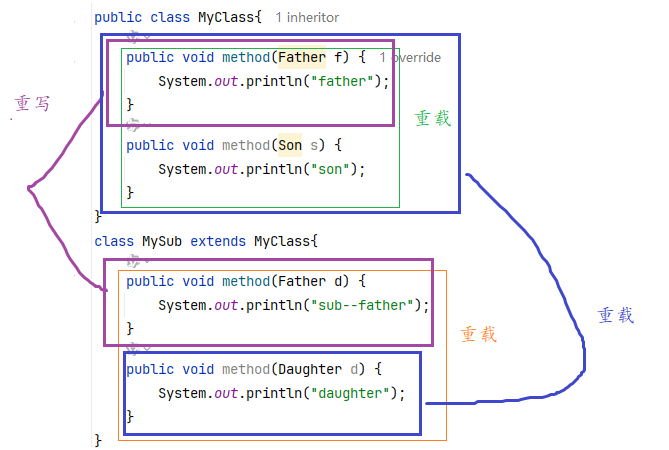 public class MyClass{ 1 inheritor
public void method(Father f) { 1 override
System.out.println("father");
}
重写
重载
public void method(Son s) {
System.out.println("son");
}
}
class MySub extends MyClass{
public void method(Father d) {
System.out.println("sub--father");
}
重载
重载
public void method(Daughter d) {
System.out.println("daughter");
}
}